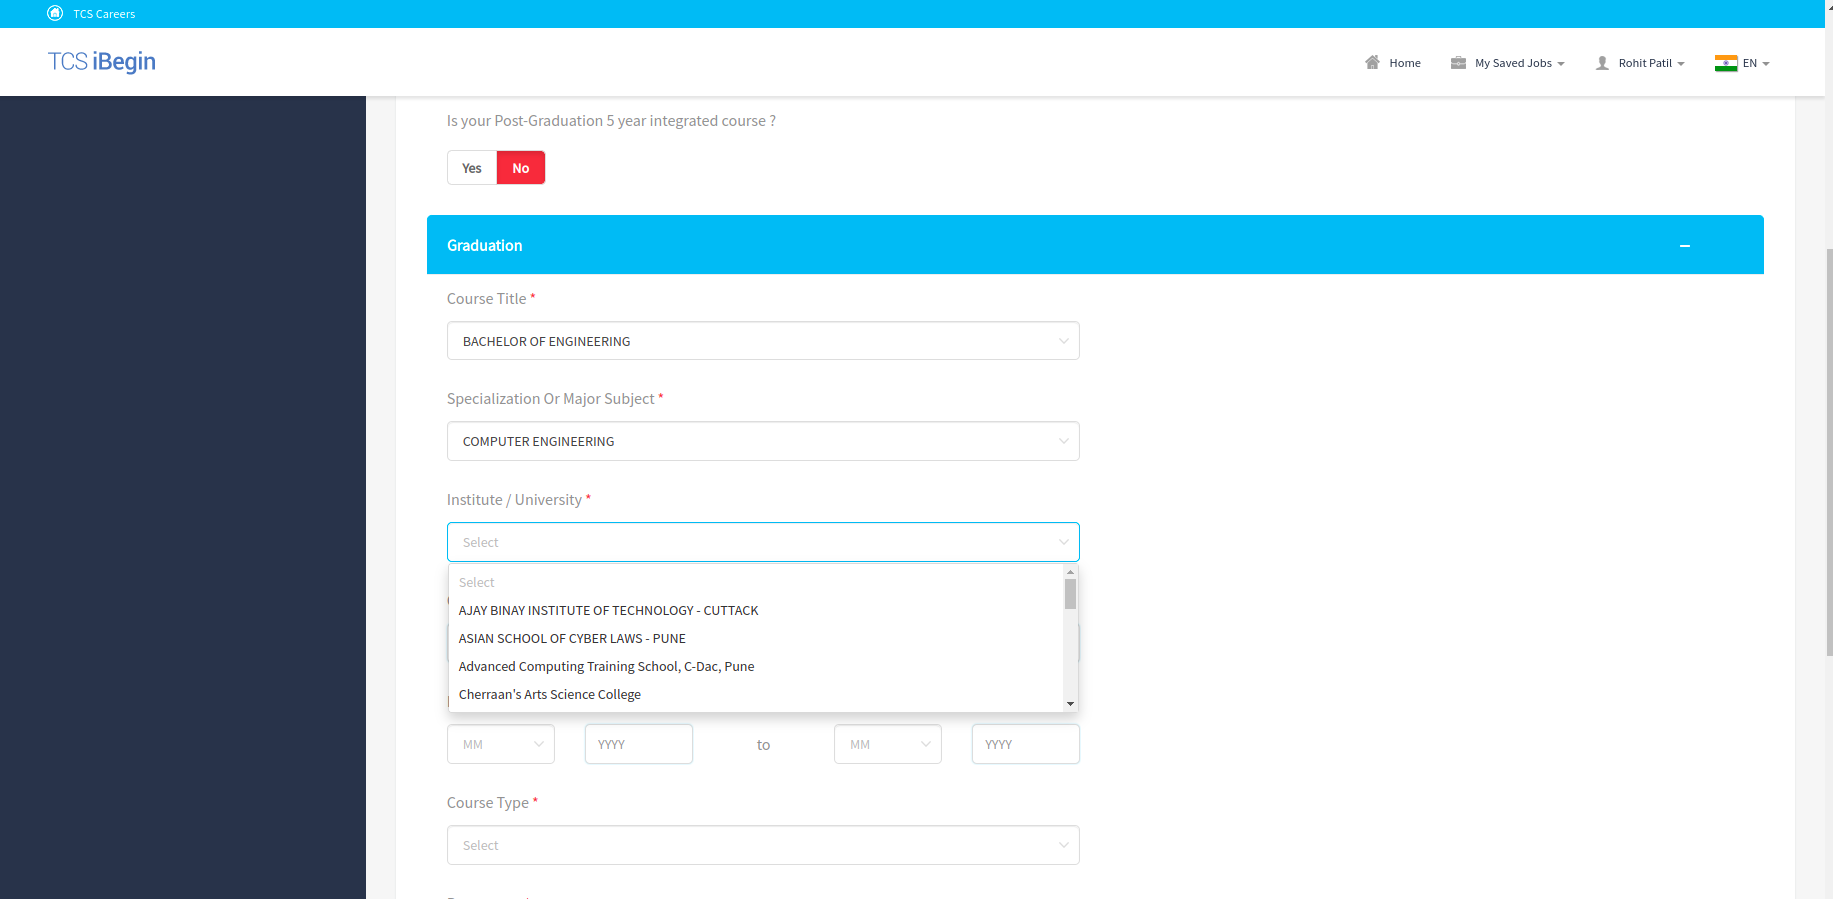 TCS Careers
TCS iBegin
Home
My Saved Jobs
Rohit Patil
EN
Is your Post-Graduation 5 year integrated course ?
Yes
No
Graduation
Course Title *
BACHELOR OF ENGINEERING
Specialization Or Major Subject *
COMPUTER ENGINEERING
Institute / University *
Select
Select
AJAY BINAY INSTITUTE OF TECHNOLOGY - CUTTACK
ASIAN SCHOOL OF CYBER LAWS - PUNE
Advanced Computing Training School, C-Dac, Pune
Cherraan's Arts Science College
MM YYYY to MM YYYY
Course Type *
Select